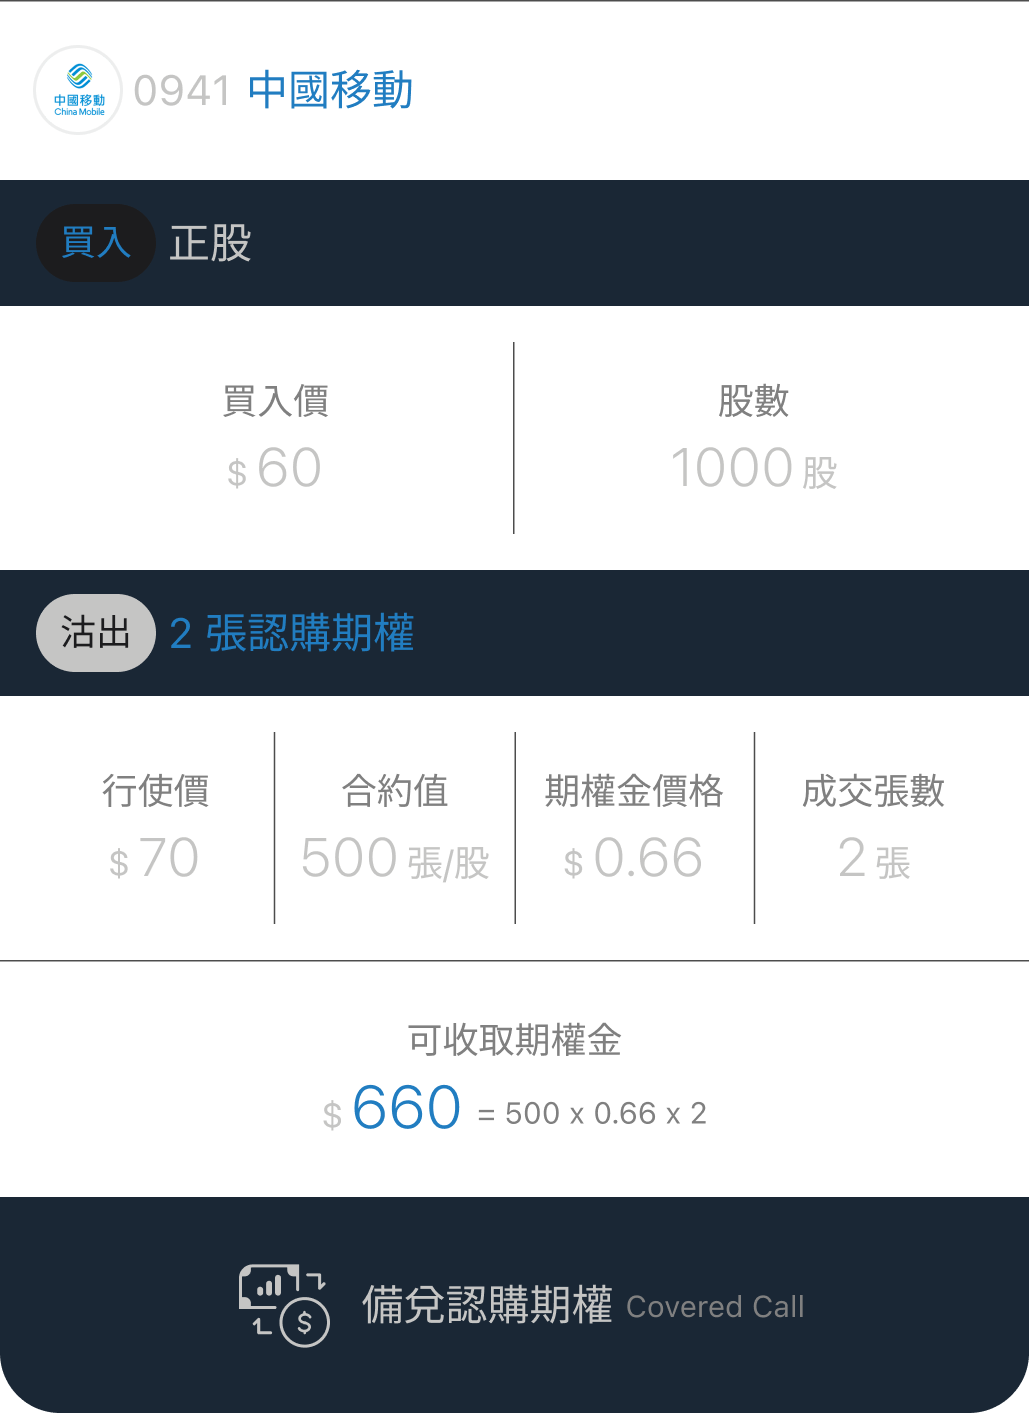 中國移動
China Mobile
0941 中國移動
買入 正股
買入價 股數
$ 60 1000 股
沽出 2 張認購期權
行使價 合約值 期權金價格 成交張數
$ 70 500 張/股 $ 0.66 2 張
可收取期權金
$ 660 = 500 x 0.66 x 2
$ 備兌認購期權 Covered Call